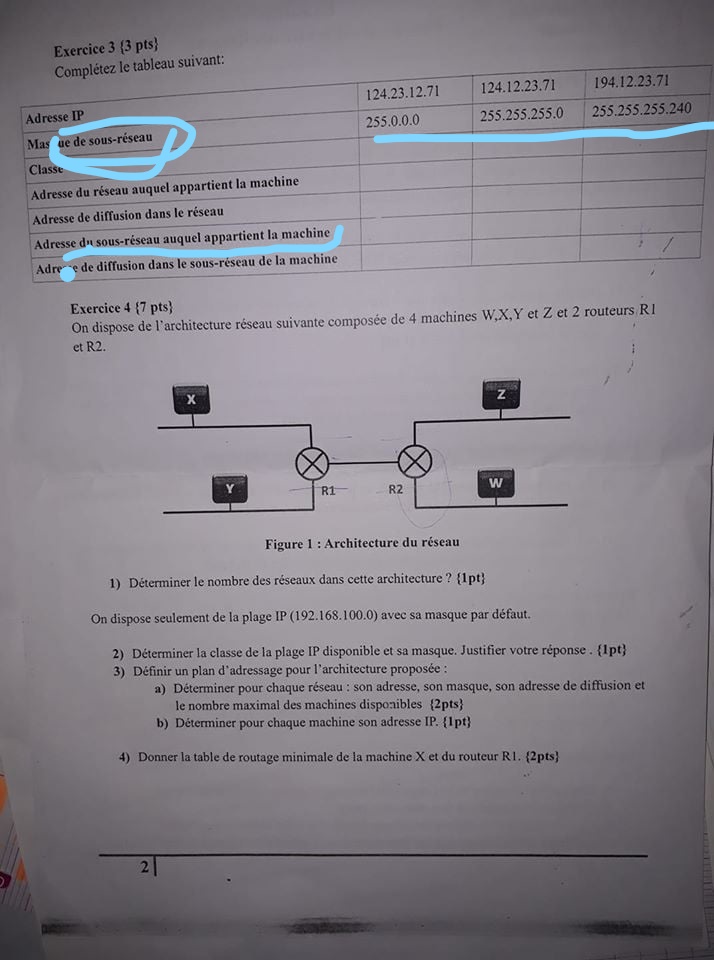 Exercice 3 {3 pts}
Complétez le tableau suivant:
Adresse IP 124.23.12.71 124.12.23.71 194.12.23.71
Masque de sous-réseau 255.0.0.0 255.255.255.0 255.255.255.240
Classe
Adresse du réseau auquel appartient la machine
Adresse de diffusion dans le réseau
Adresse du sous-réseau auquel appartient la machine
Adresse de diffusion dans le sous-réseau de la machine
Exercice 4 {7 pts}
On dispose de l'architecture réseau suivante composée de 4 machines W,X,Y et Z et 2 routeurs R1
et R2.
X
Z
Y
R1
R2
W
Figure 1 : Architecture du réseau
1) Déterminer le nombre des réseaux dans cette architecture ? {1pt}
On dispose seulement de la plage IP (192.168.100.0) avec sa masque par défaut.
2) Déterminer la classe de la plage IP disponible et sa masque. Justifier votre réponse . {1pt}
3) Définir un plan d'adressage pour l'architecture proposée :
a) Déterminer pour chaque réseau : son adresse, son masque, son adresse de diffusion et
le nombre maximal des machines disponibles {2pts}
b) Déterminer pour chaque machine son adresse IP. {1pt}
4) Donner la table de routage minimale de la machine X et du routeur R1. {2pts}
2